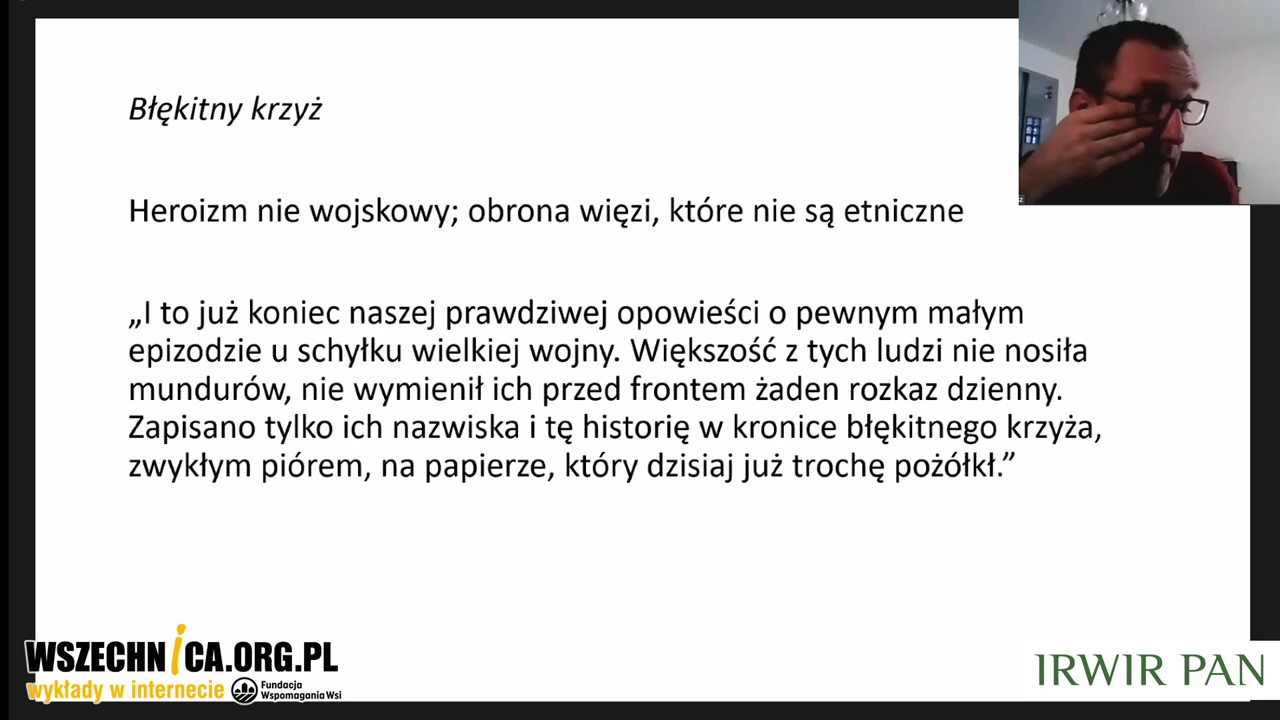 Błękitny krzyż
Heroizm nie wojskowy; obrona więzi, które nie są etniczne
„I to już koniec naszej prawdziwej opowieści o pewnym małym
epizodzie u schyłku wielkiej wojny. Większość z tych ludzi nie nosiła
mundurów, nie wymienił ich przed frontem żaden rozkaz dzienny.
Zapisano tylko ich nazwiska i tę historię w kronice błękitnego krzyża,
zwykłym piórem, na papierze, który dzisiaj już trochę pożółkł.”
WSZECHNiCA.ORG.PL
wykłady w internecie
Fundacja
Wspomagania Wsi
IRWIR PAN